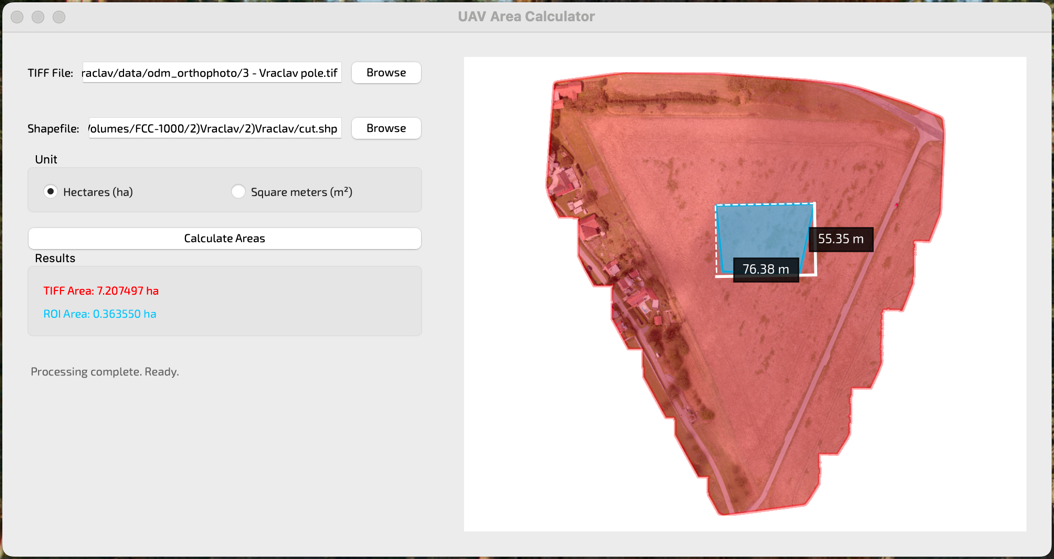 UAV Area Calculator
TIFF File: raclav/data/odm_orthophoto/3 - Vraclav pole.tif Browse
Shapefile: /olumes/FCC-1000/2)Vraclav/2)Vraclav/cut.shp Browse
Unit
Hectares (ha) Square meters (m²)
Calculate Areas
Results
TIFF Area: 7.207497 ha
ROI Area: 0.363550 ha
Processing complete. Ready.
55.35 m
76.38 m